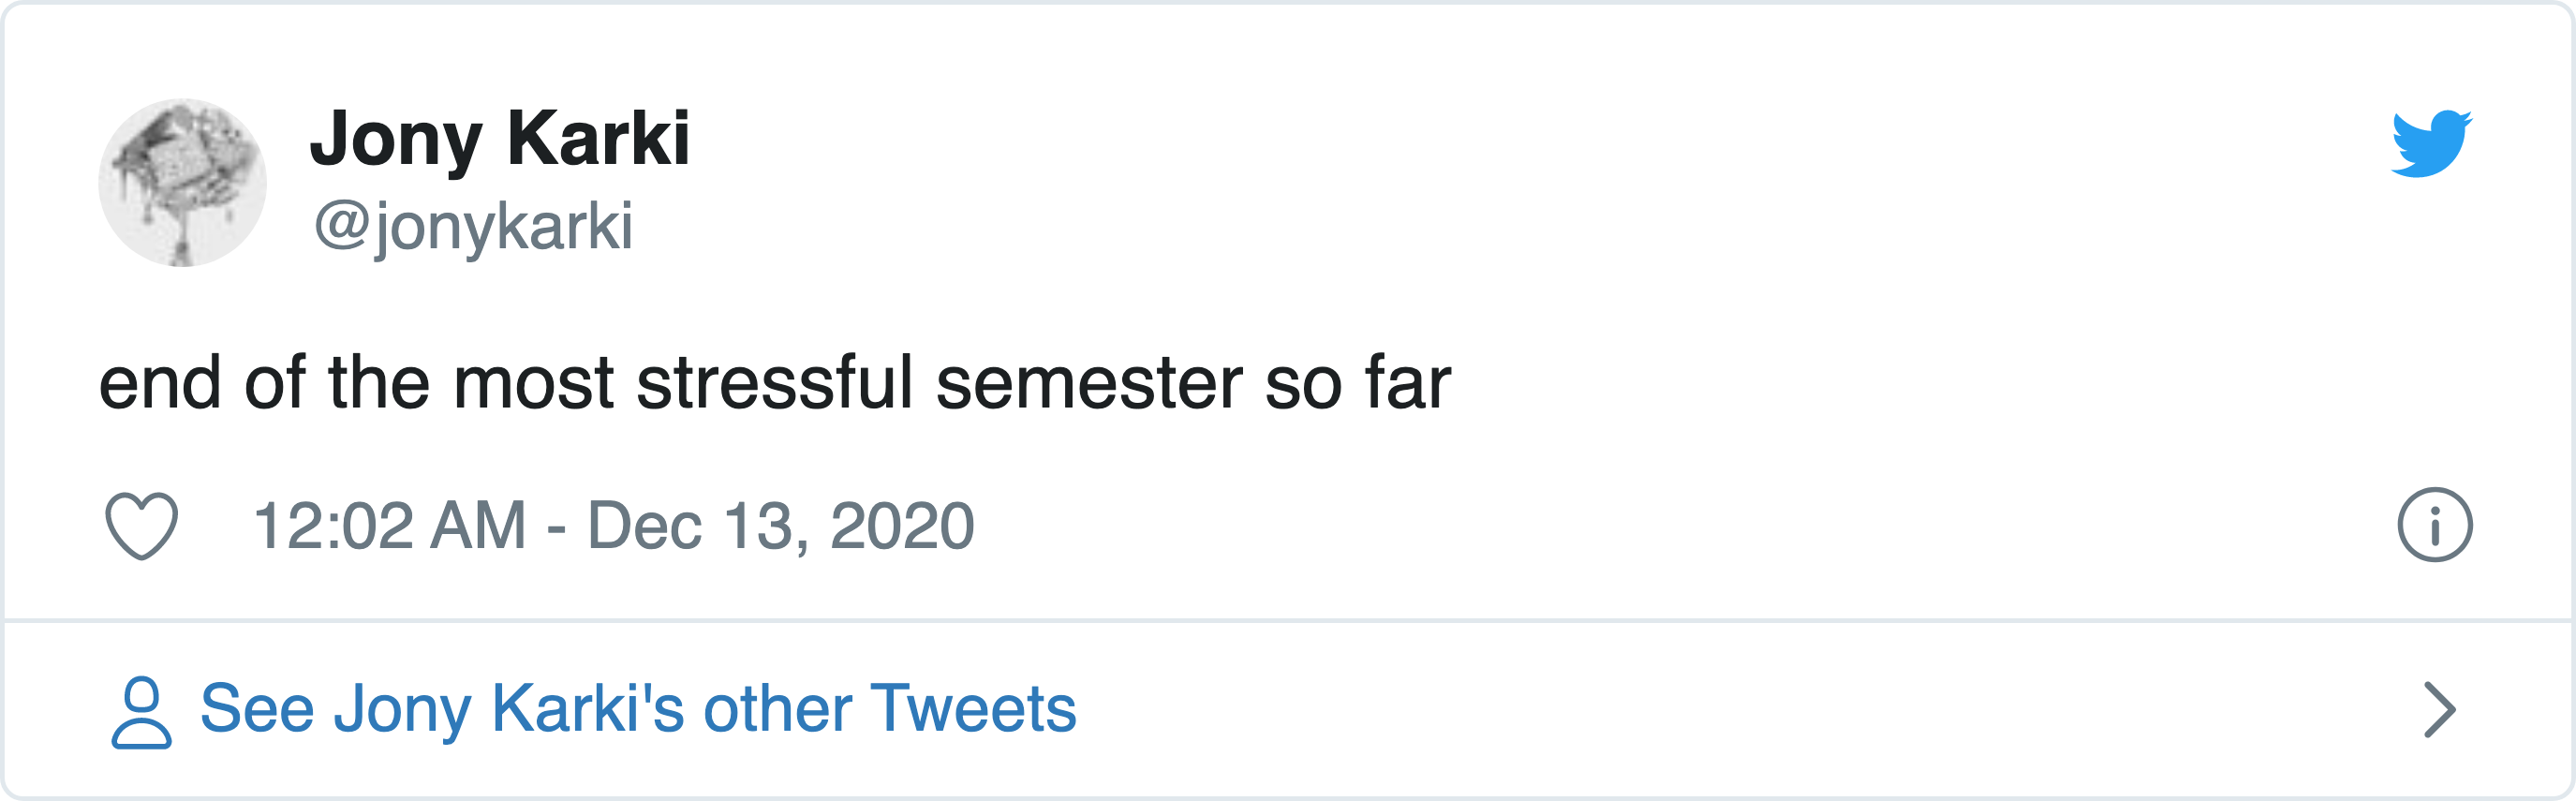 Jony Karki
@jonykarki
end of the most stressful semester so far
12:02 AM - Dec 13, 2020
See Jony Karki's other Tweets